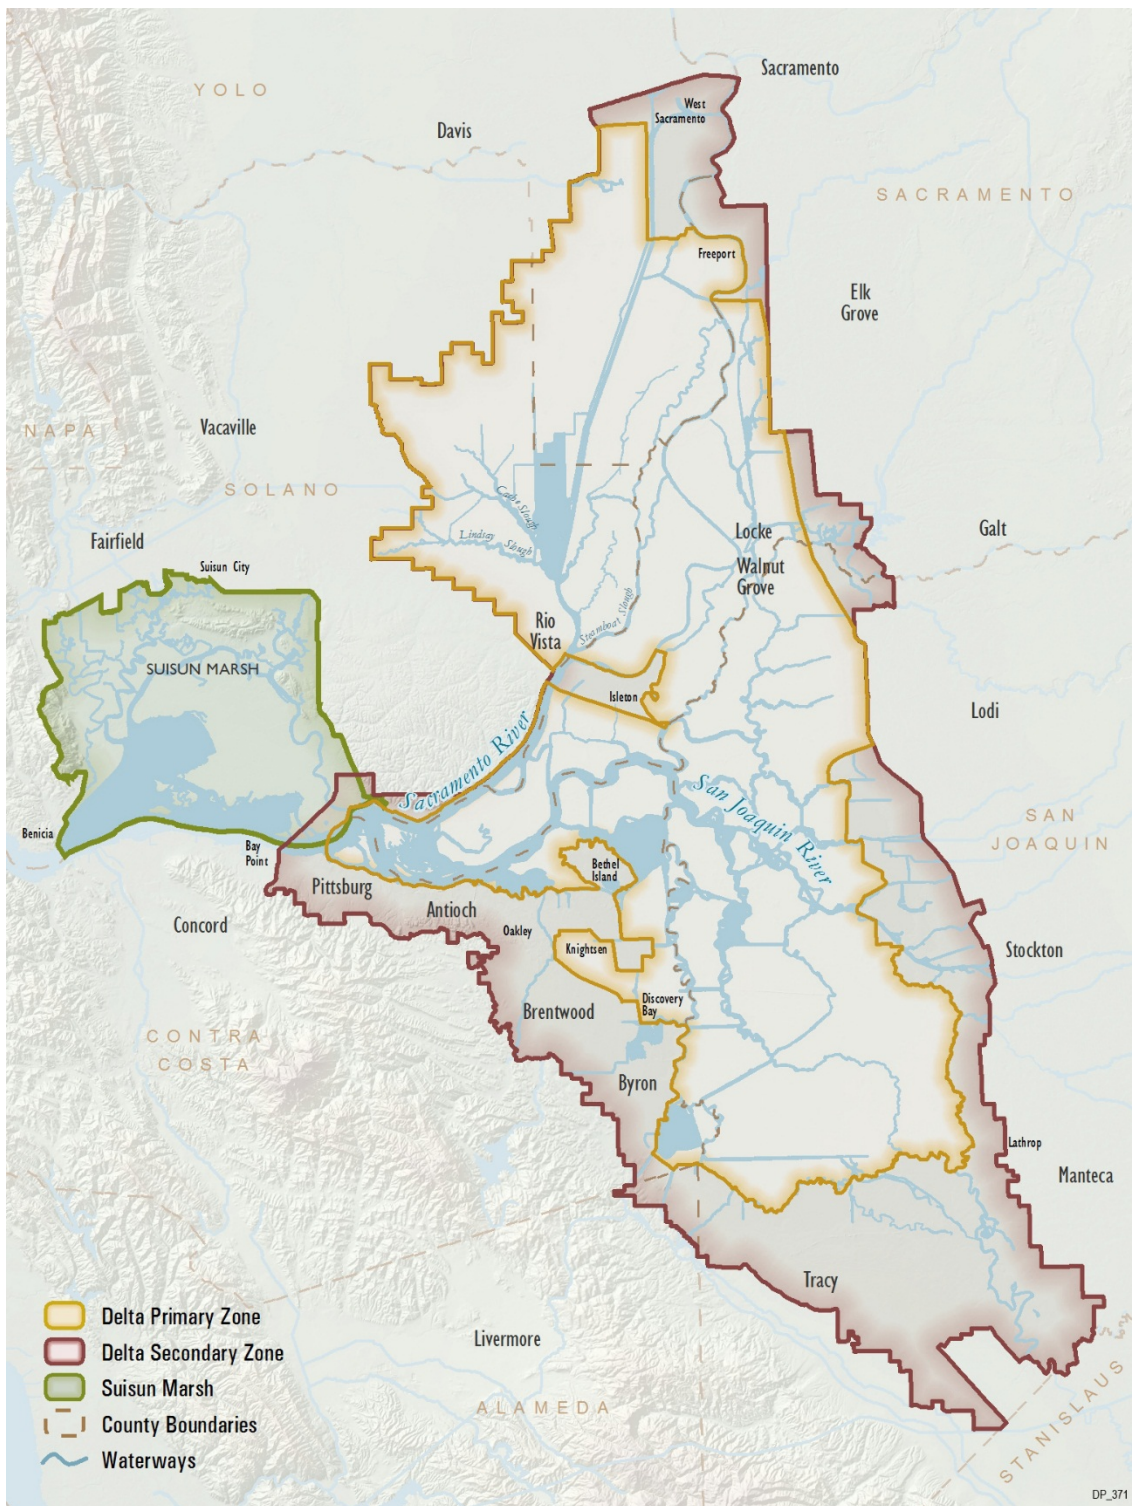 Sacramento
YOLO
West
Sacramento
Davis
SACRAMENTO
Freeport
Elk
Grove
NAPA
Vacaville
SOLANO
Cache Slough
Lindsay Slough
Locke
Galt
Fairfield
Suisun City
Walnut
Grove
Steamboat Slough
Rio
Vista
SUISUN MARSH
Isleton
Lodi
Sacramento River
San Joaquin River
SAN
JOAQUIN
Benicia
Bay
Point
Bethel
Island
Pittsburg
Antioch
Concord
Oakley
Knightsen
Stockton
Discovery
Bay
Brentwood
CONTRA
COSTA
Byron
Lathrop
Manteca
Tracy
Livermore
ALAMEDA
STANISLAUS
Delta Primary Zone
Delta Secondary Zone
Suisun Marsh
County Boundaries
Waterways
DP_371